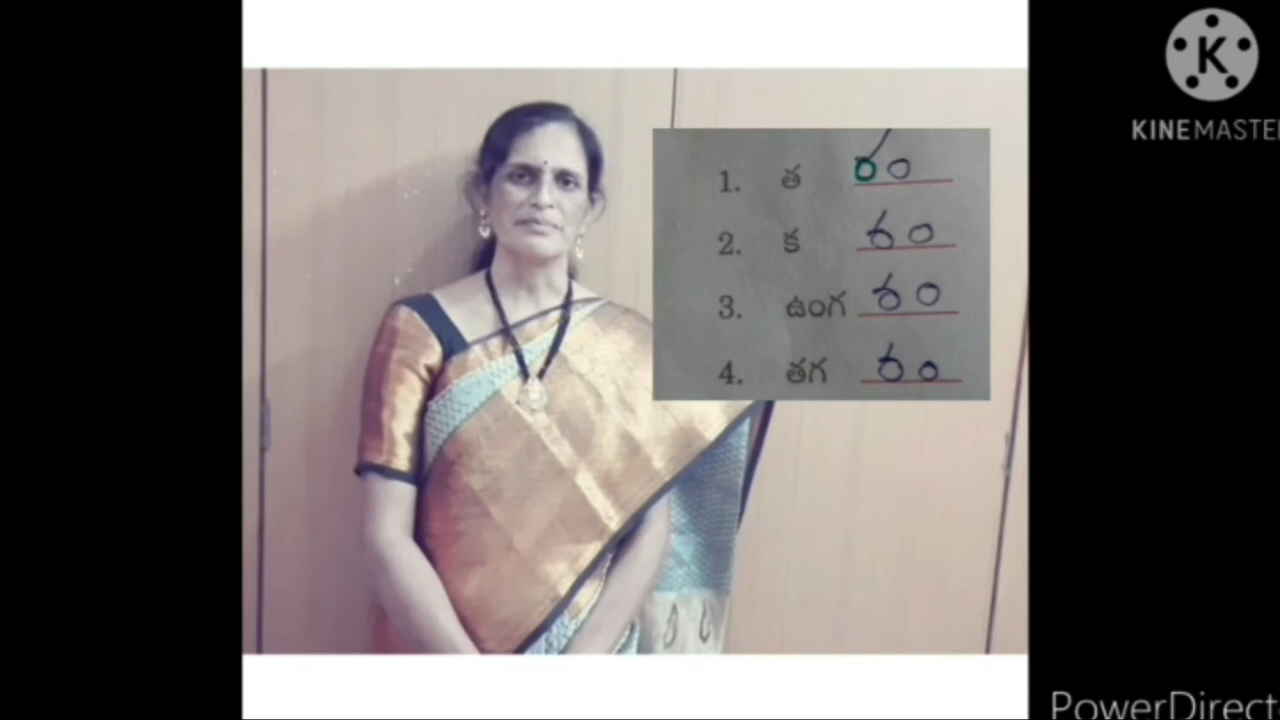 KINEMASTE
1. త రం
2. క రం
3. ఉంగ రం
4. తగ రం
PowerDirect